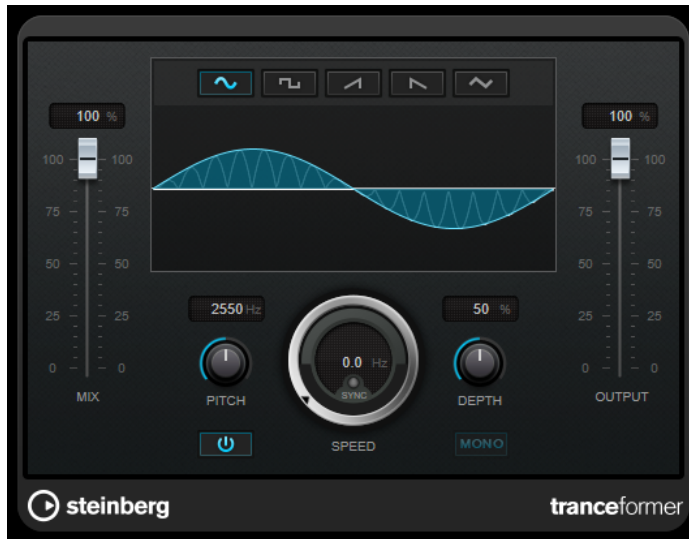 100 %
100 %
100 100
100 100
75 75
75 75
50 50
50 50
25 25
25 25
0 0
0 0
MIX
OUTPUT
2550 Hz
50 %
0.0 Hz
SYNC
PITCH
DEPTH
SPEED
MONO
steinberg
tranceformer